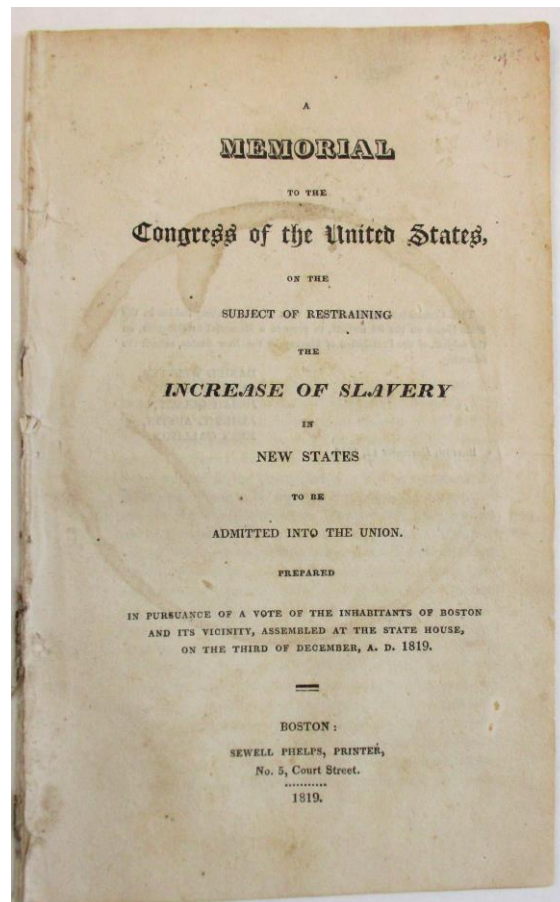 A
MEMORIAL
TO THE
Congress of the United States,
ON THE
SUBJECT OF RESTRAINING
THE
INCREASE OF SLAVERY
IN
NEW STATES
TO BE
ADMITTED INTO THE UNION.
PREPARED
IN PURSUANCE OF A VOTE OF THE INHABITANTS OF BOSTON
AND ITS VICINITY, ASSEMBLED AT THE STATE HOUSE,
ON THE THIRD OF DECEMBER, A. D. 1819.
BOSTON:
SEWELL PHELPS, PRINTER,
No. 5, Court Street.
1819.